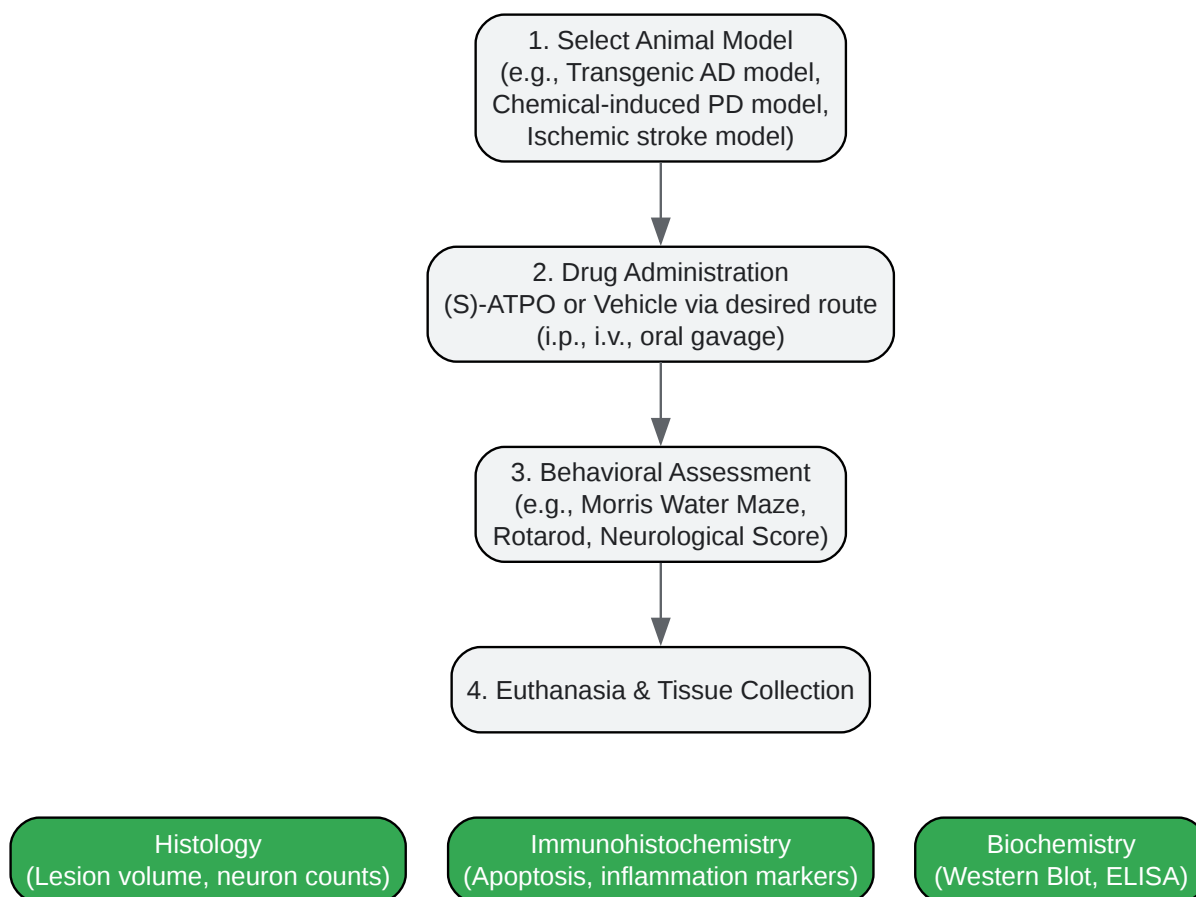 1. Select Animal Model
(e.g., Transgenic AD model,
Chemical-induced PD model,
Ischemic stroke model)
2. Drug Administration
(S)-ATPO or Vehicle via desired route
(i.p., i.v., oral gavage)
3. Behavioral Assessment
(e.g., Morris Water Maze,
Rotarod, Neurological Score)
4. Euthanasia & Tissue Collection
Histology
(Lesion volume, neuron counts)
Immunohistochemistry
(Apoptosis, inflammation markers)
Biochemistry
(Western Blot, ELISA)